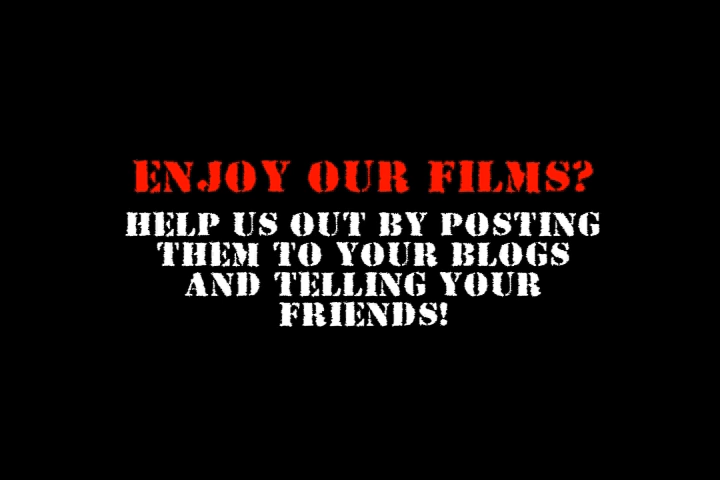 ENJOY OUR FILMS?
HELP US OUT BY POSTING
THEM TO YOUR BLOGS
AND TELLING YOUR
FRIENDS!